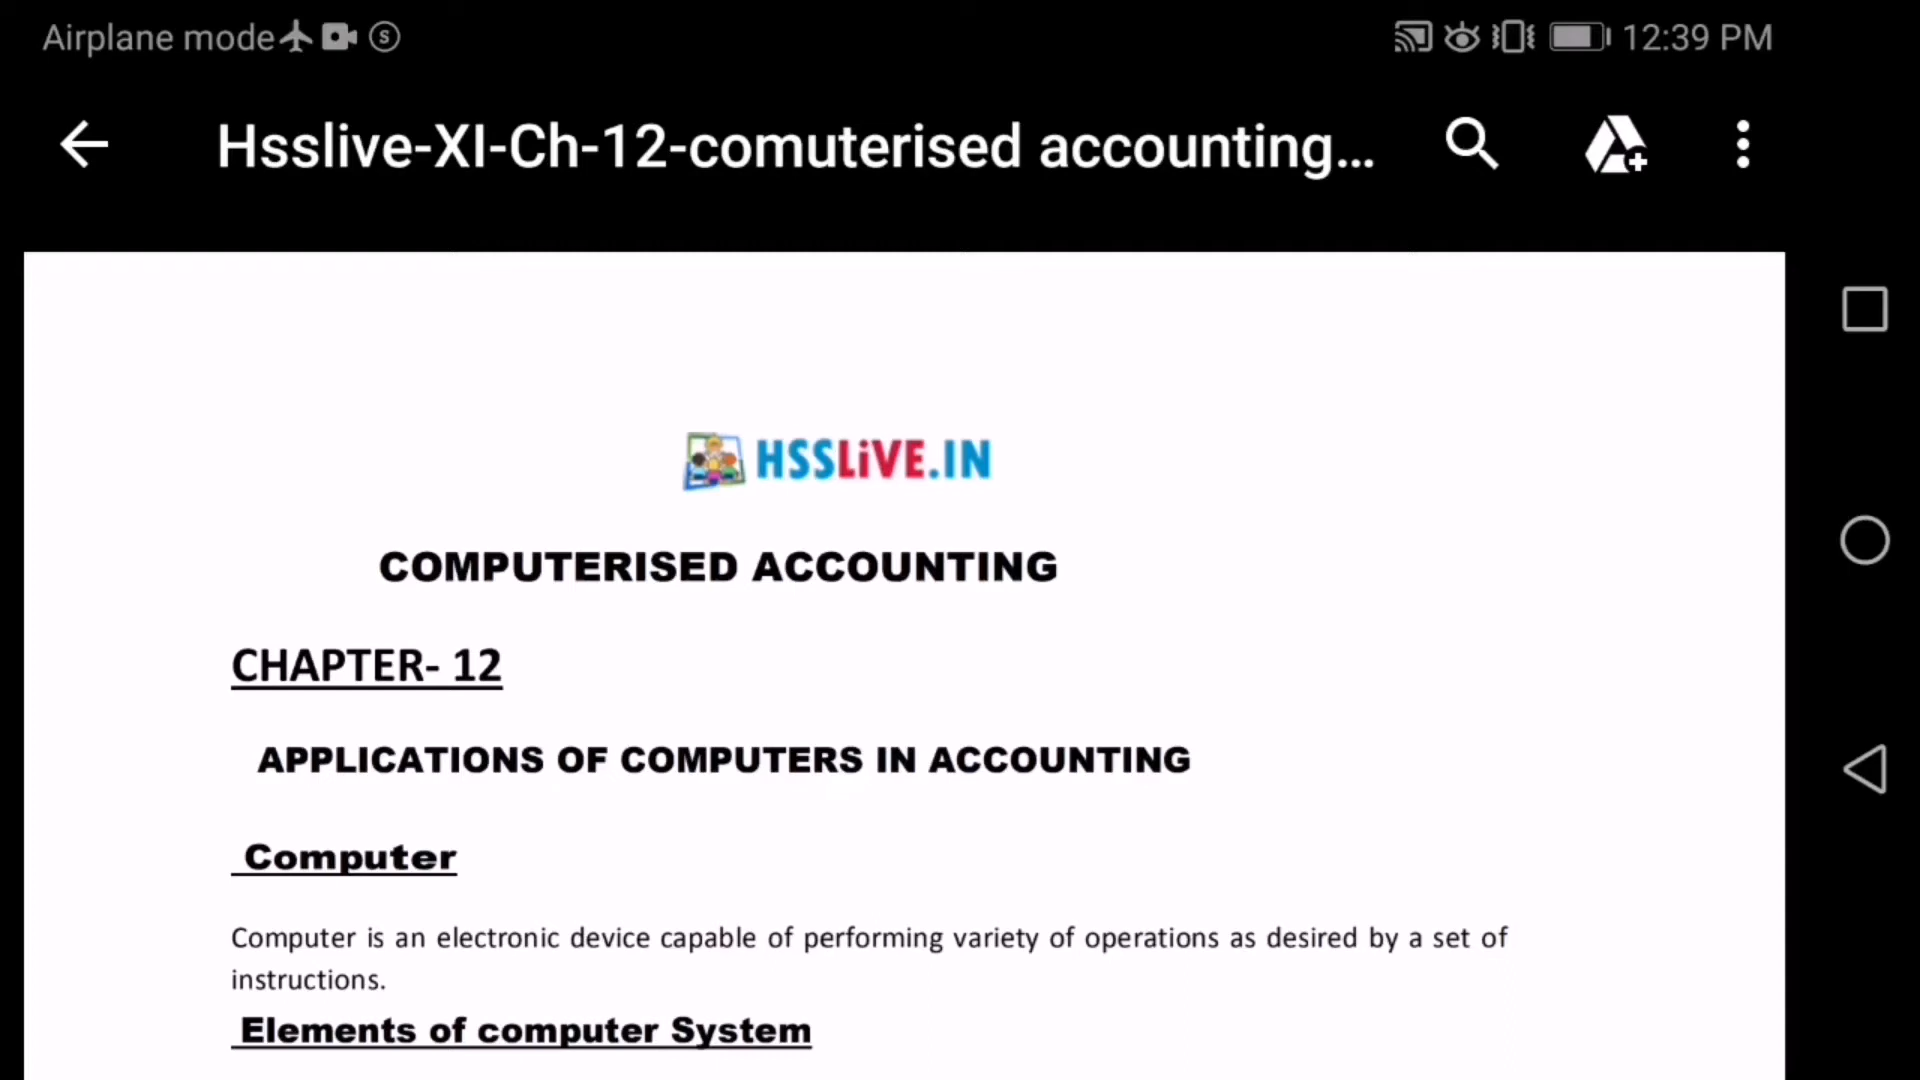 Airplane mode 12:39 PM
Hsslive-XI-Ch-12-comuterised accounting...
HSSLiVE.IN
COMPUTERISED ACCOUNTING
CHAPTER- 12
APPLICATIONS OF COMPUTERS IN ACCOUNTING
Computer
Computer is an electronic device capable of performing variety of operations as desired by a set of
instructions.
Elements of computer System